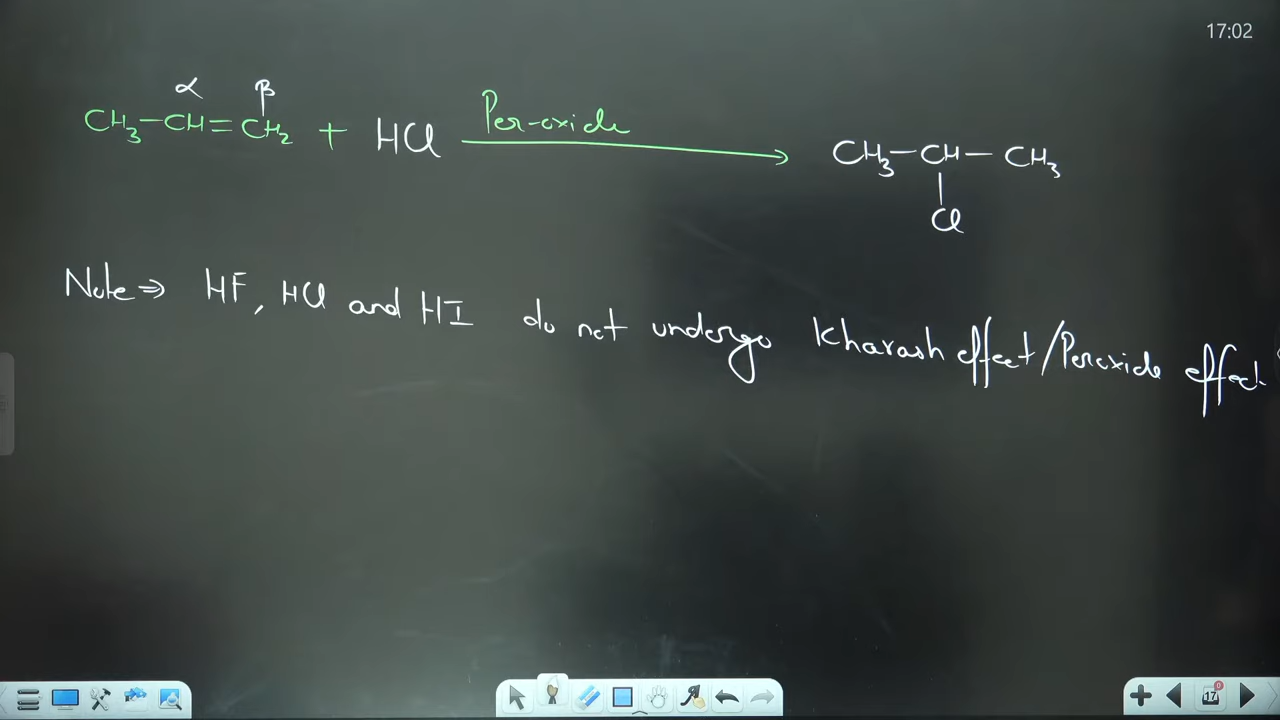 17:02
α β
CH₃-CH=CH₂ + HCl Per-oxide → CH₃-CH-CH₃
Cl
Note ⇒ HF, HCl and HI do not undergo Kharash effect/Peroxide effect
17